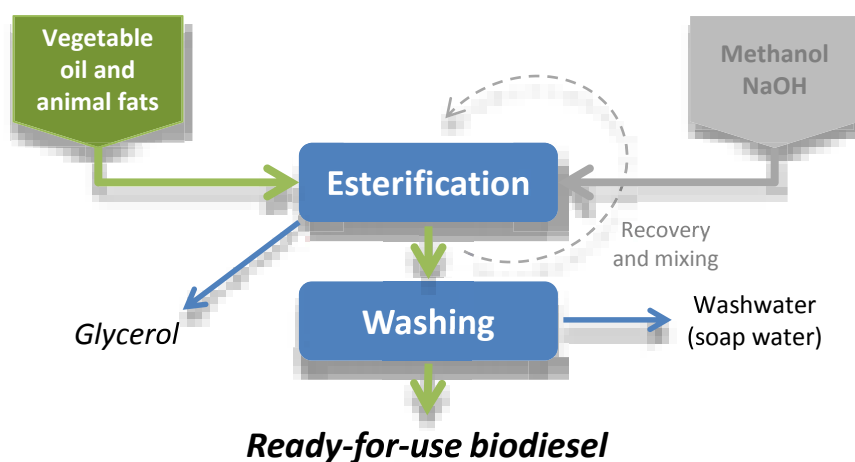 Vegetable
oil and
animal fats
Methanol
NaOH
Esterification
Recovery
and mixing
Glycerol
Washing
Washwater
(soap water)
Ready-for-use biodiesel